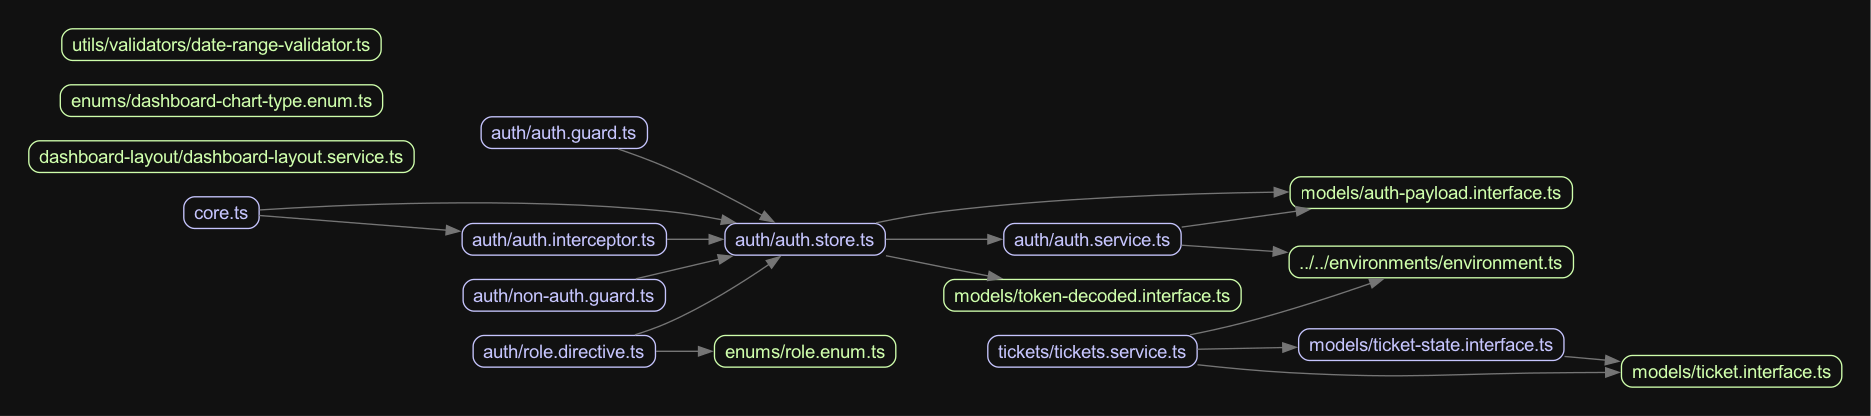 utils/validators/date-range-validator.ts
enums/dashboard-chart-type.enum.ts
dashboard-layout/dashboard-layout.service.ts
auth/auth.guard.ts
core.ts
auth/auth.interceptor.ts
auth/non-auth.guard.ts
auth/role.directive.ts
auth/auth.store.ts
enums/role.enum.ts
auth/auth.service.ts
models/token-decoded.interface.ts
tickets/tickets.service.ts
models/auth-payload.interface.ts
../../environments/environment.ts
models/ticket-state.interface.ts
models/ticket.interface.ts